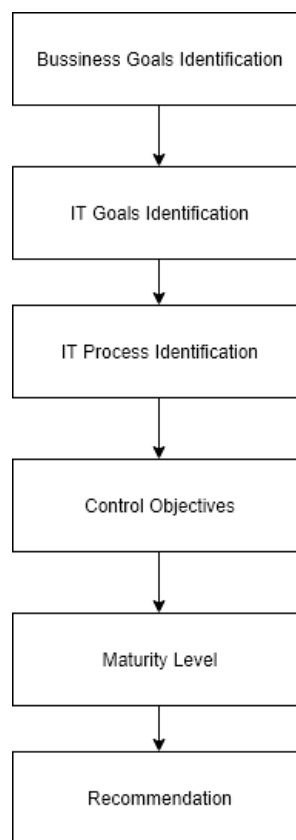 Bussiness Goals Identification
IT Goals Identification
IT Process Identification
Control Objectives
Maturity Level
Recommendation